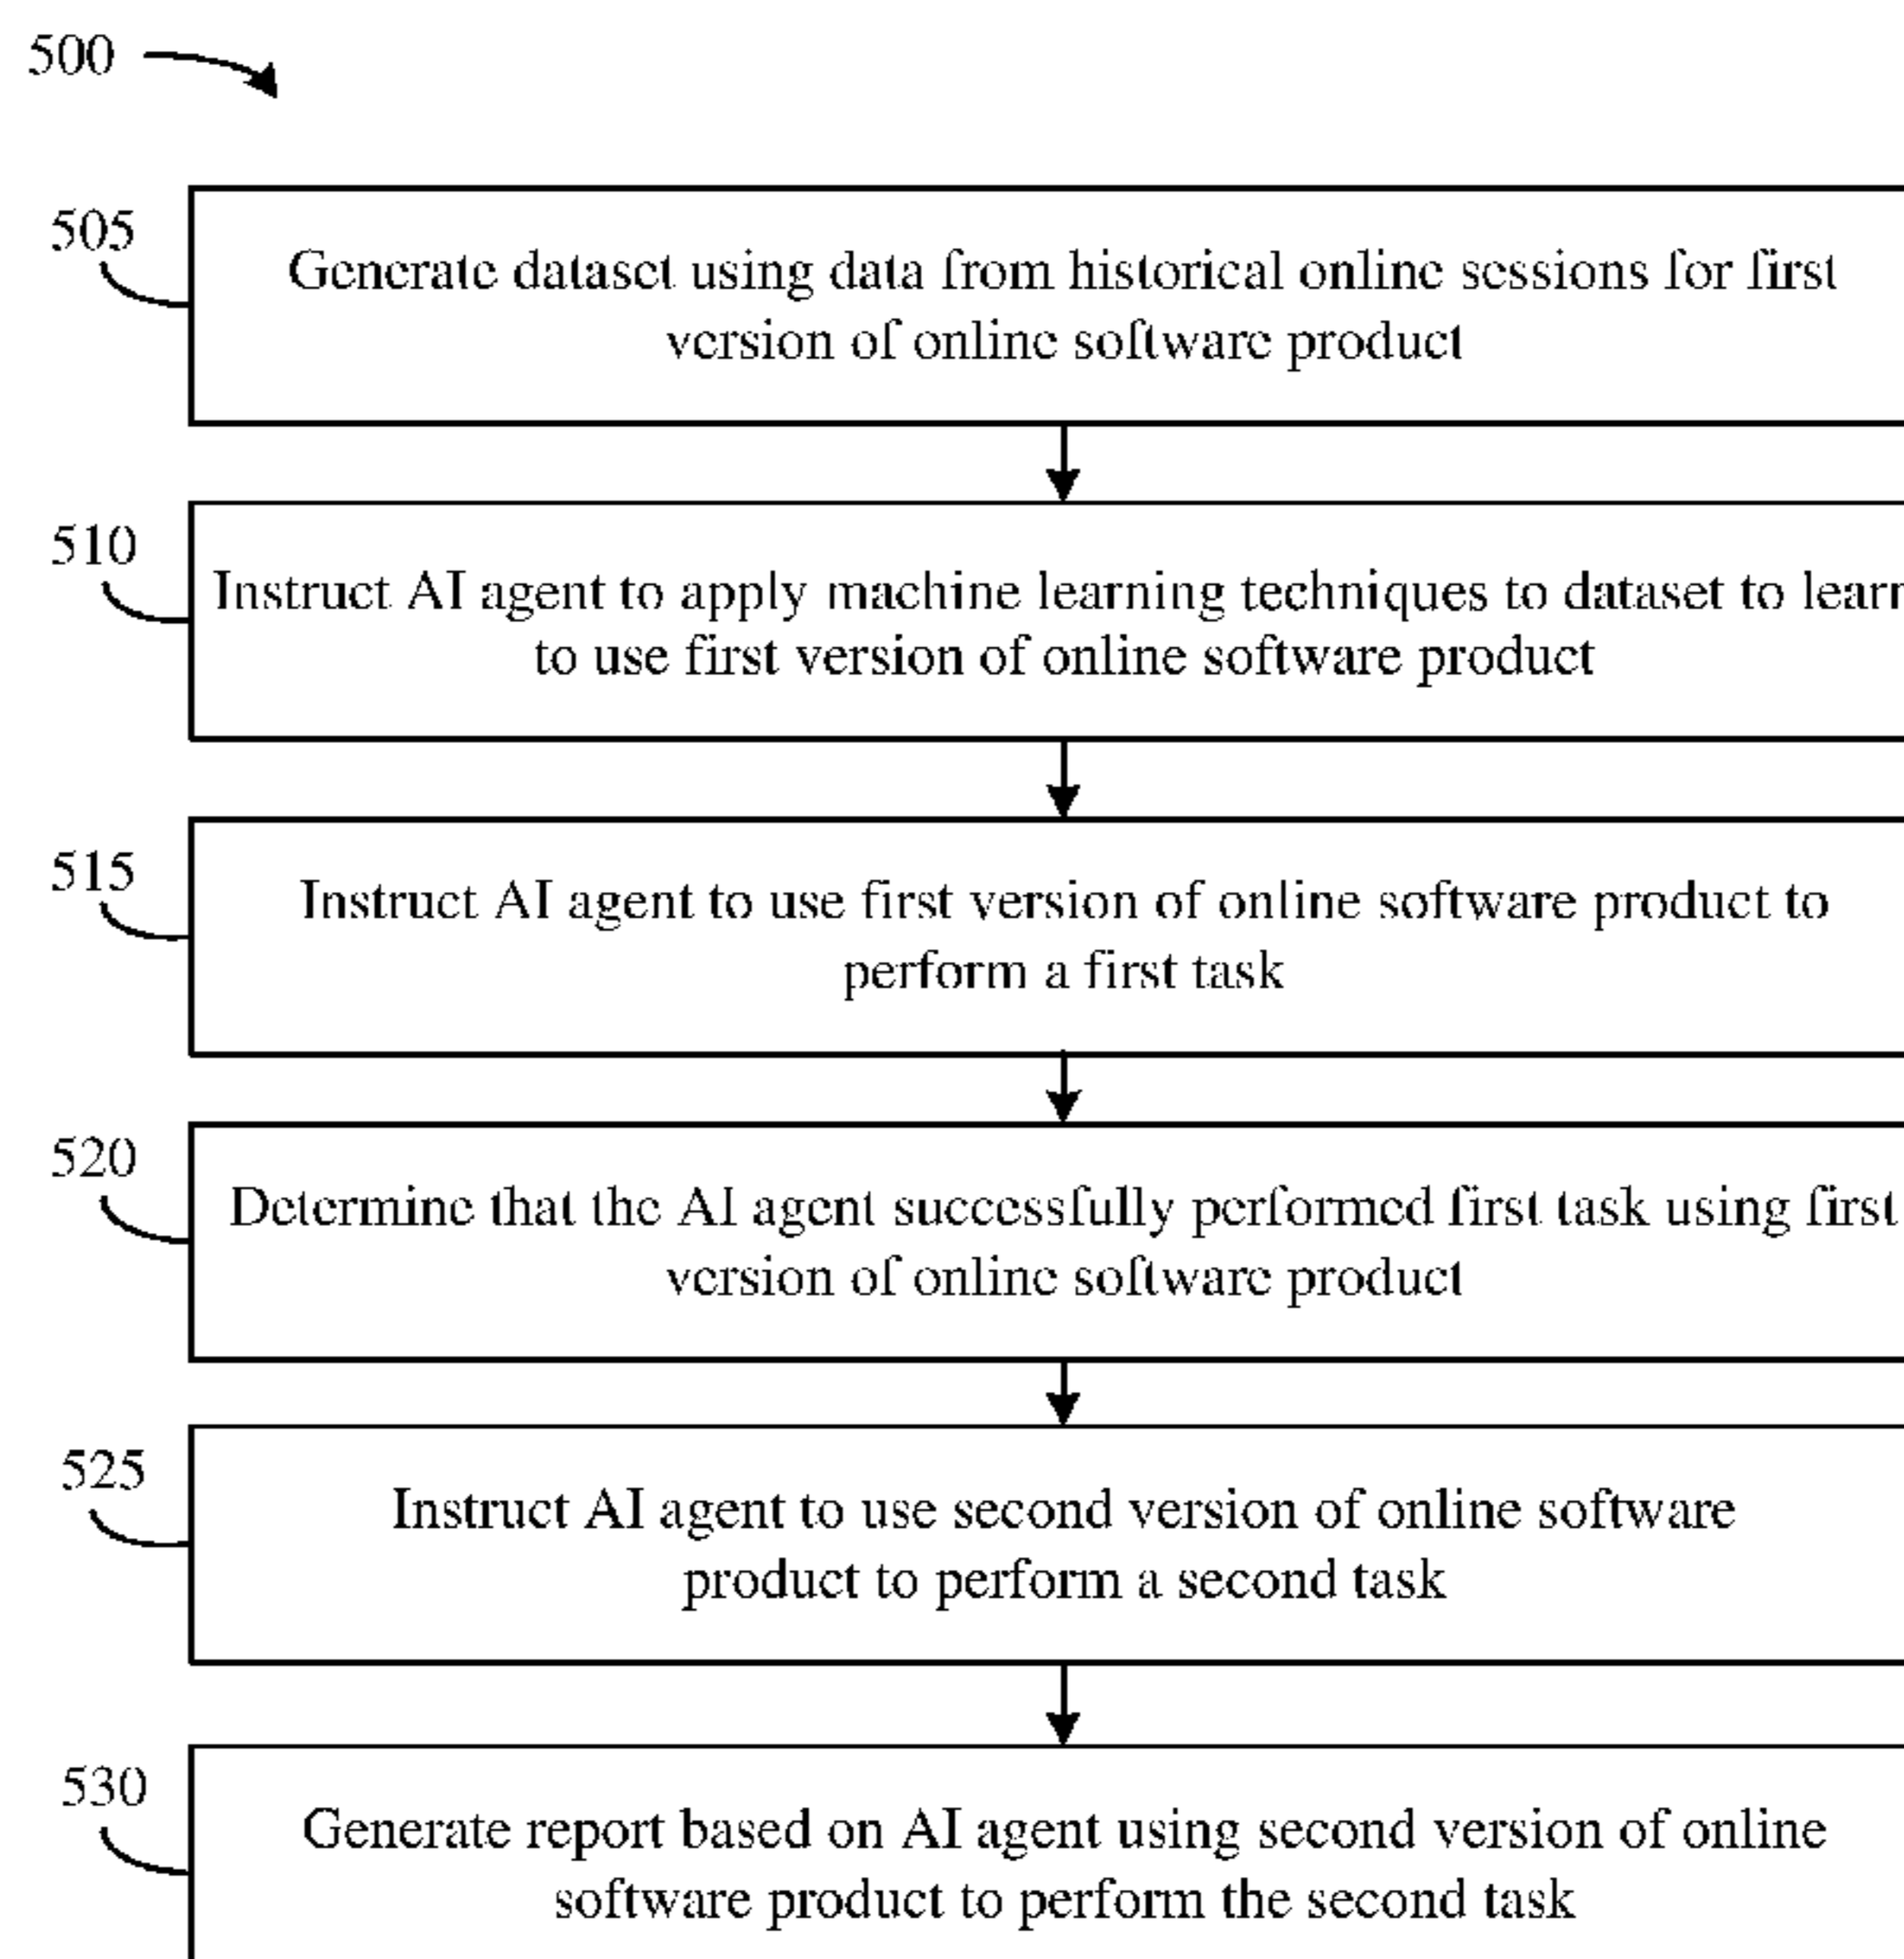 500
505
Generate dataset using data from historical online sessions for first
version of online software product
510
Instruct AI agent to apply machine learning techniques to dataset to learn
to use first version of online software product
515
Instruct AI agent to use first version of online software product to
perform a first task
520
Determine that the AI agent successfully performed first task using first
version of online software product
525
Instruct AI agent to use second version of online software
product to perform a second task
530
Generate report based on AI agent using second version of online
software product to perform the second task